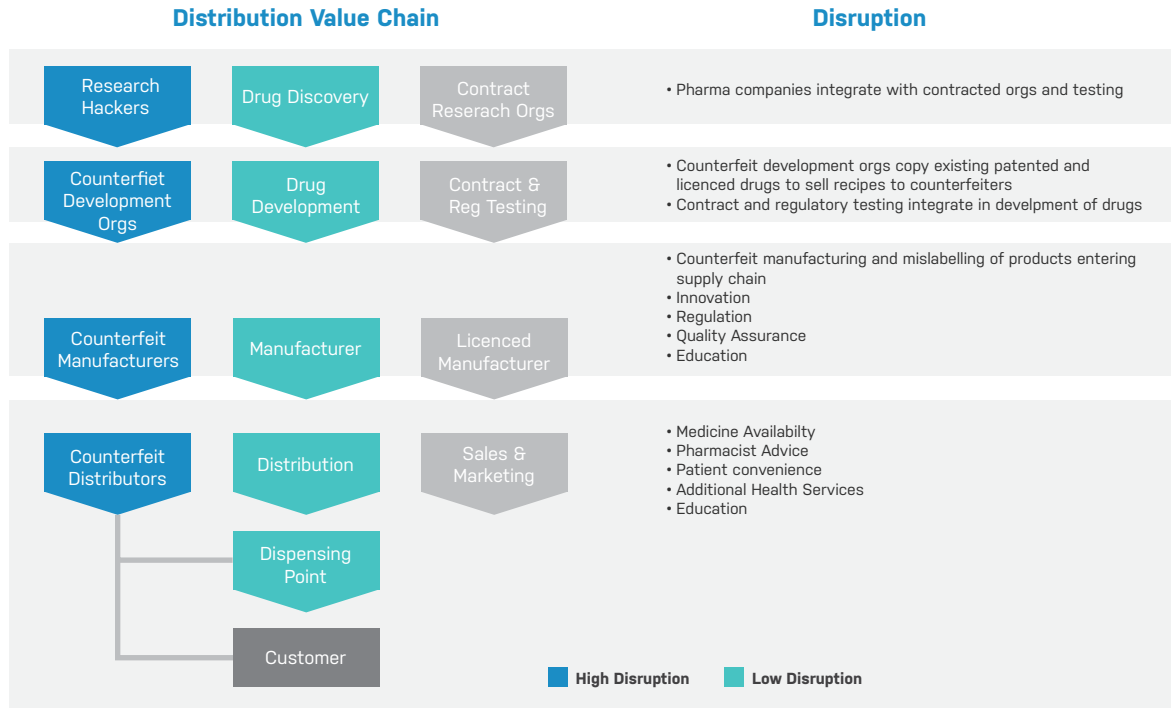 Distribution Value Chain
Disruption
Research
Hackers
Drug Discovery
Contract
Reserach Orgs
• Pharma companies integrate with contracted orgs and testing
Counterfiet
Development
Orgs
Drug
Development
Contract &
Reg Testing
• Counterfeit development orgs copy existing patented and
licenced drugs to sell recipes to counterfeiters
• Contract and regulatory testing integrate in develpment of drugs
Counterfeit
Manufacturers
Manufacturer
Licenced
Manufacturer
• Counterfeit manufacturing and mislabelling of products entering
supply chain
• Innovation
• Regulation
• Quality Assurance
• Education
Counterfeit
Distributors
Distribution
Sales &
Marketing
• Medicine Availabilty
• Pharmacist Advice
• Patient convenience
• Additional Health Services
• Education
Dispensing
Point
Customer
High Disruption
Low Disruption